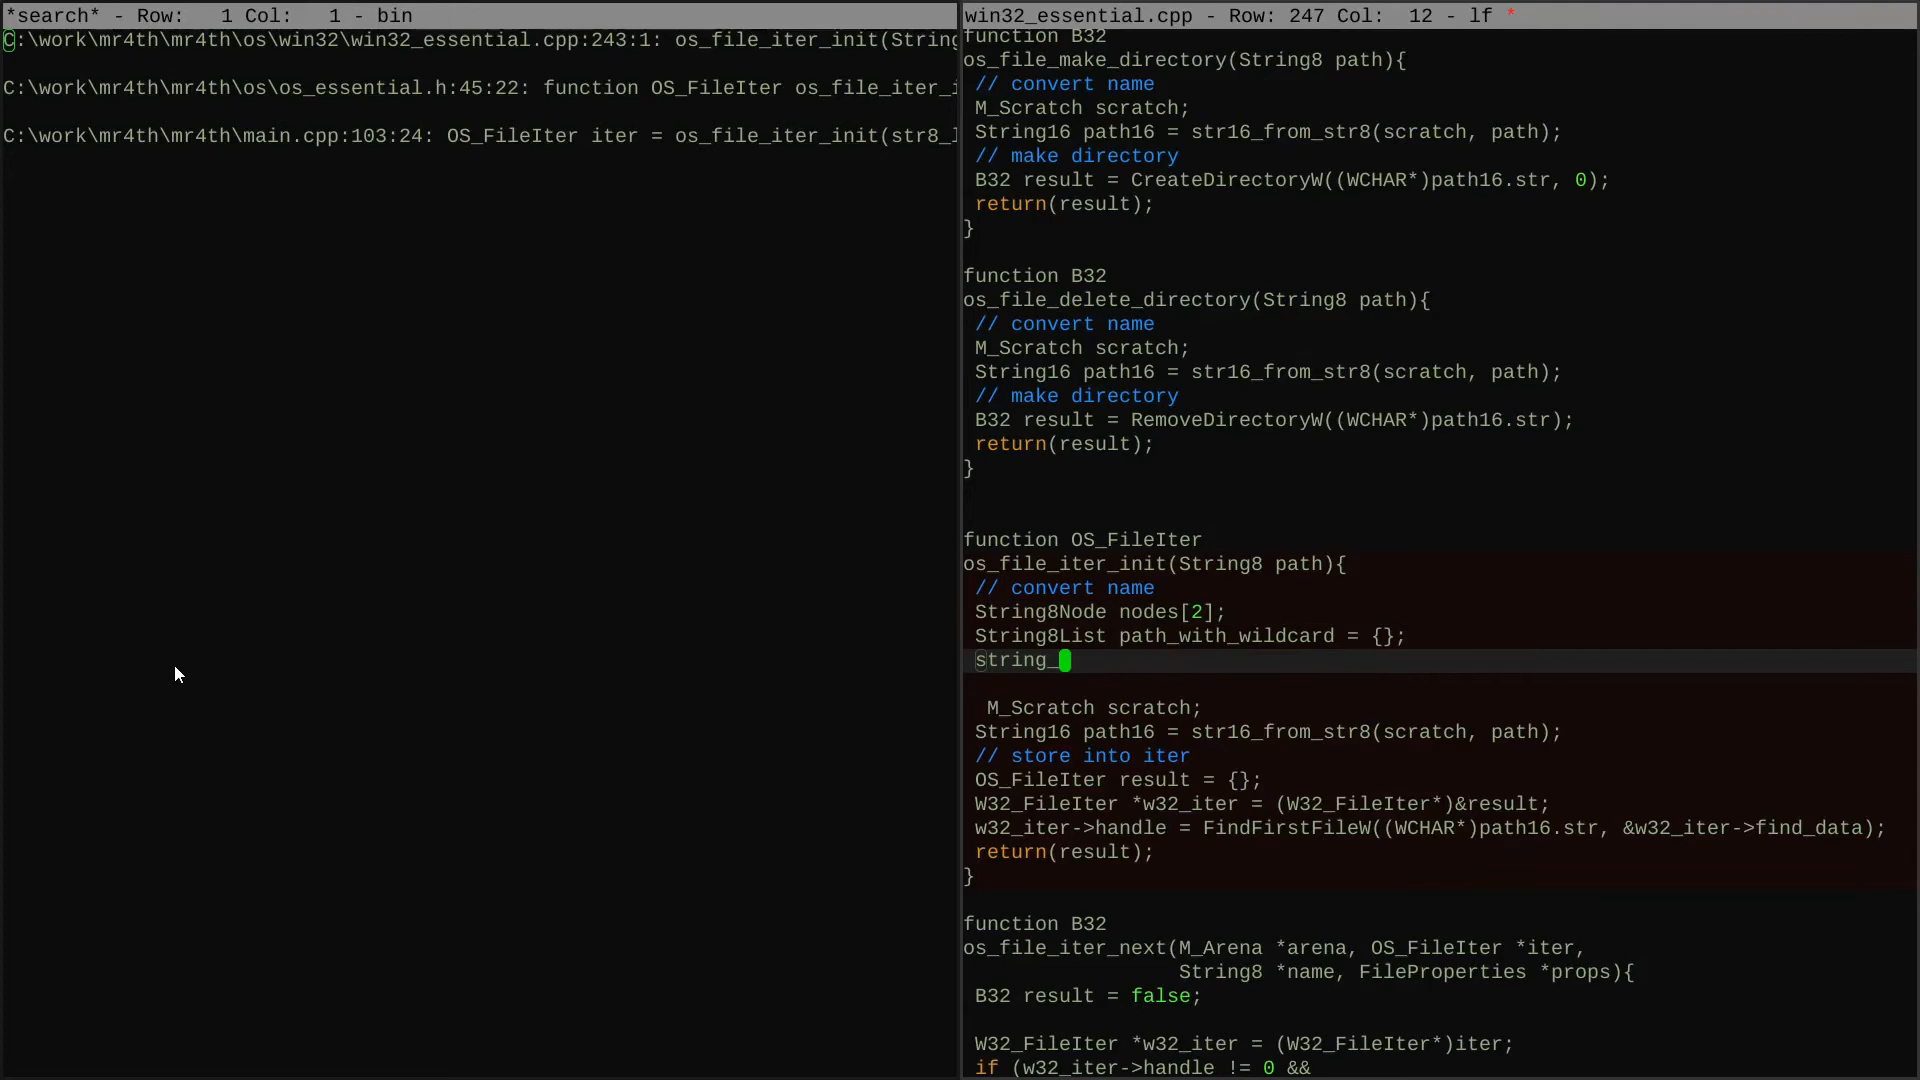 *search* - Row:   1 Col:   1 - bin
C:\work\mr4th\mr4th\os\win32\win32_essential.cpp:243:1: os_file_iter_init(String
C:\work\mr4th\mr4th\os\os_essential.h:45:22: function OS_FileIter os_file_iter_i
C:\work\mr4th\mr4th\main.cpp:103:24: OS_FileIter iter = os_file_iter_init(str8_l
win32_essential.cpp - Row: 247 Col:  12 - lf *
function B32
os_file_make_directory(String8 path){
 // convert name
 M_Scratch scratch;
 String16 path16 = str16_from_str8(scratch, path);
 // make directory
 B32 result = CreateDirectoryW((WCHAR*)path16.str, 0);
 return(result);
}
function B32
os_file_delete_directory(String8 path){
 // convert name
 M_Scratch scratch;
 String16 path16 = str16_from_str8(scratch, path);
 // make directory
 B32 result = RemoveDirectoryW((WCHAR*)path16.str);
 return(result);
}
function OS_FileIter
os_file_iter_init(String8 path){
 // convert name
 String8Node nodes[2];
 String8List path_with_wildcard = {};
 string_
  M_Scratch scratch;
 String16 path16 = str16_from_str8(scratch, path);
 // store into iter
 OS_FileIter result = {};
 W32_FileIter *w32_iter = (W32_FileIter*)&result;
 w32_iter->handle = FindFirstFileW((WCHAR*)path16.str, &w32_iter->find_data);
 return(result);
}
function B32
os_file_iter_next(M_Arena *arena, OS_FileIter *iter,
                  String8 *name, FileProperties *props){
 B32 result = false;
 W32_FileIter *w32_iter = (W32_FileIter*)iter;
 if (w32_iter->handle != 0 &&